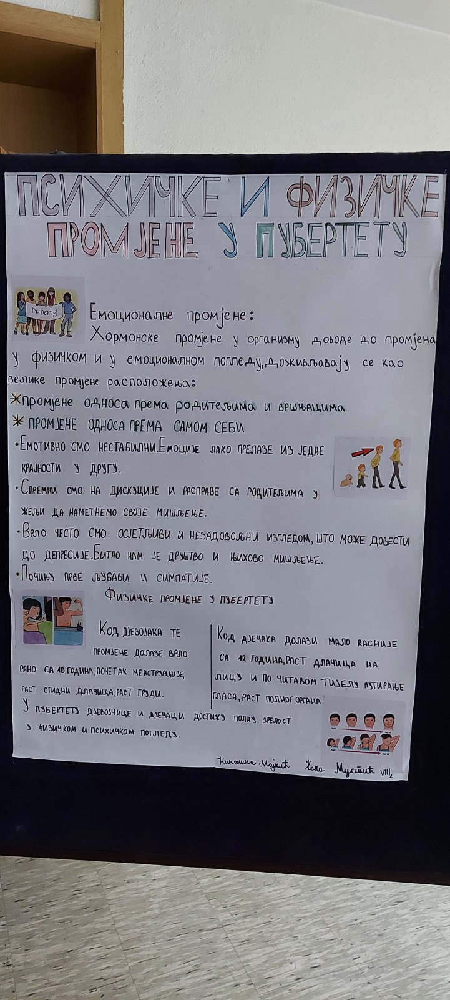 ПСИХИЧКЕ И ФИЗИЧКЕ
ПРОМЈЕНЕ У ПУБЕРТЕТУ
Puberty
Емоционалне промјене:
Хормонске промјене у организму доводе до промјена
у физичком и у емоционалном погледу,доживљавају се као
велике промјене расположења:
*промјене односа према родитељима и вршњацима
* ПРОМЈЕНЕ ОДНОСА ПРЕМА САМОМ СЕБИ
•ЕМОТИВНО СМО НЕСТАБИЛНИ.ЕМОЦИЈЕ ЛАКО ПРЕЛАЗЕ ИЗ ЈЕДНЕ
КРАЈНОСТИ У ДРУГУ.
•СПРЕМНИ СМО НА ДИСКУЦИЈЕ И РАСПРАВЕ СА РОДИТЕЉИМА У
ЖЕЉИ ДА НАМЕТНЕМО СВОЈЕ МИШЉЕЊЕ.
•ВРЛО ЧЕСТО СМО ОСЈЕТЉИВИ И НЕЗАДОВОЉНИ ИЗГЛЕДОМ, ШТО МОЖЕ ДОВЕСТИ
ДО ДЕПРЕСИЈЕ.БИТНО НАМ ЈЕ ДРУШТВО И ЊИХОВО МИШЉЕЊЕ.
•ПОЧИЊУ ПРВЕ ЉУБАВИ И СИМПАТИЈЕ.
ФИЗИЧКЕ ПРОМЈЕНЕ У ПУБЕРТЕТУ
КОД ДЈЕВОЈАКА ТЕ
ПРОМЈЕНЕ ДОЛАЗЕ ВРЛО
РАНО СА 10 ГОДИНА,ПОЧЕТАК МЕНСТРУАЦИЈЕ,
РАСТ СТИДНИ ДЛАЧИЦА,РАСТ ГРУДИ.
КОД ДЈЕЧАКА ДОЛАЗИ МАЛО КАСНИЈЕ
СА 12 ГОДИНА,РАСТ ДЛАЧИЦА НА
ЛИЦУ И ПО ЧИТАВОМ ТИЈЕЛУ МУТИРАЊЕ
ГЛАСА,РАСТ ПОЛНОГ ОРГАНА
У ПУБЕРТЕТУ ДЈЕВОЈЧИЦЕ И ДЈЕЧАЦИ ДОСТИЖУ ПОЛНУ ЗРЕЛОСТ
У ФИЗИЧКОМ И ПСИХИЧКОМ ПОГЛЕДУ.
Мајкић Мустић VIII₂